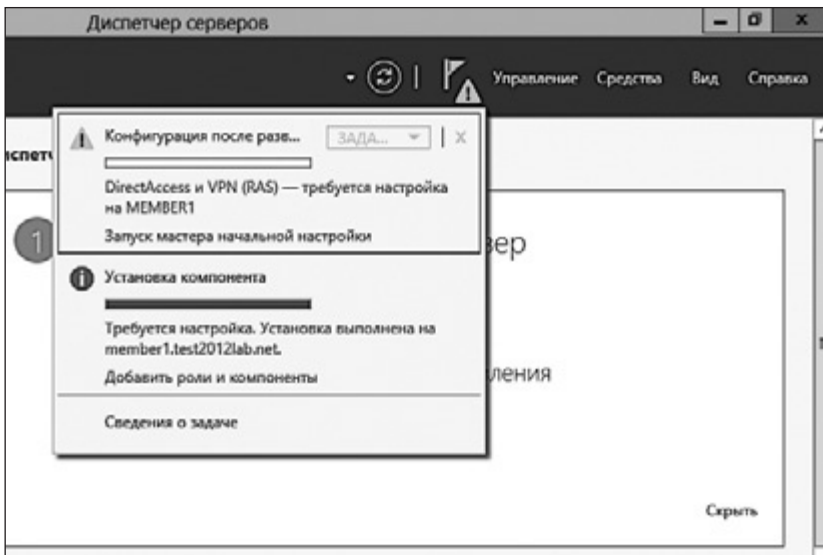 Диспетчер серверов
Управление Средства Вид Справка
Конфигурация после разв... ЗАДА...
DirectAccess и VPN (RAS) — требуется настройка
на MEMBER1
Запуск мастера начальной настройки
1
Установка компонента
Требуется настройка. Установка выполнена на
member1.test2012lab.net.
Добавить роли и компоненты
Сведения о задаче
Скрыть